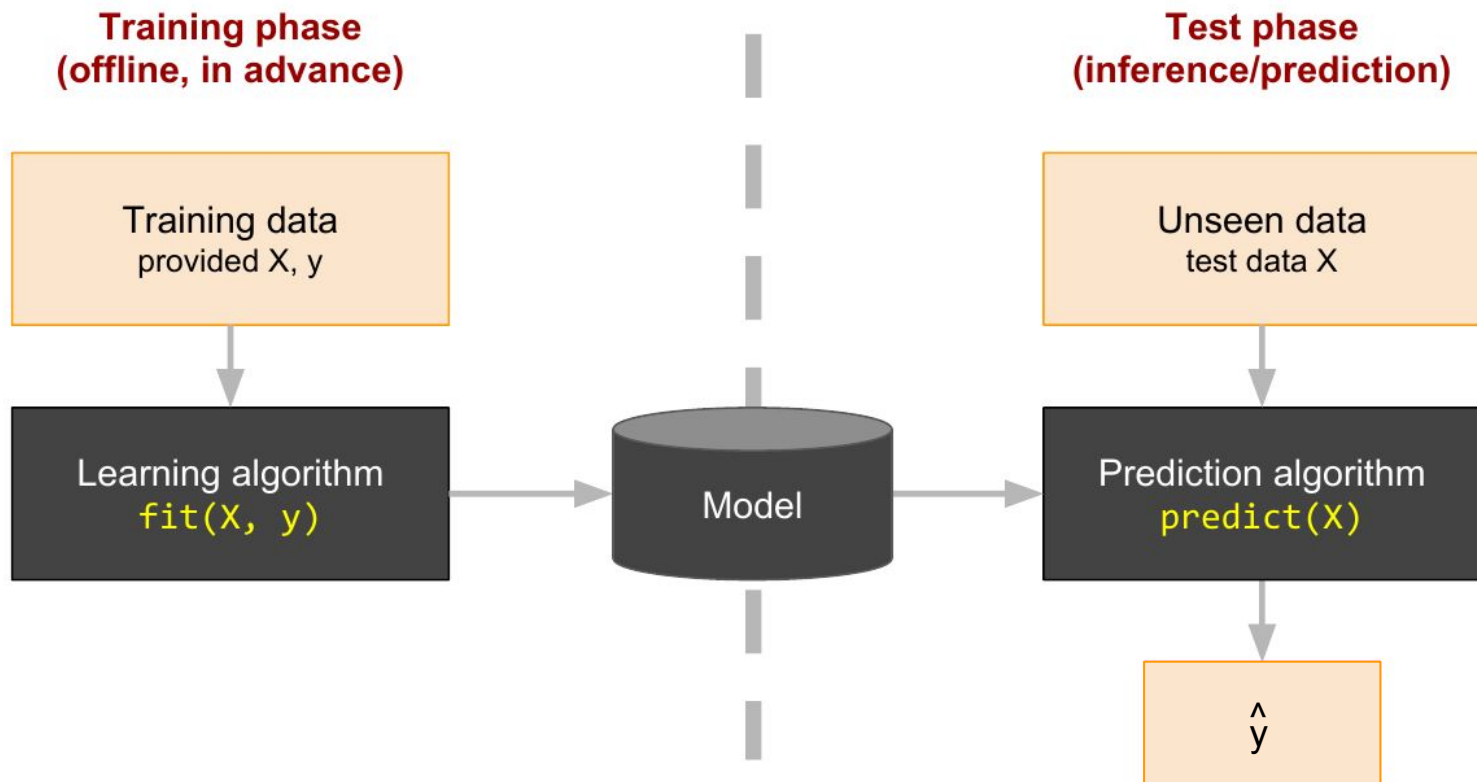 Training phase
(offline, in advance)
Training data
provided X, y
Learning algorithm
fit(X, y)
Model
Test phase
(inference/prediction)
Unseen data
test data X
Prediction algorithm
predict(X)
ŷ